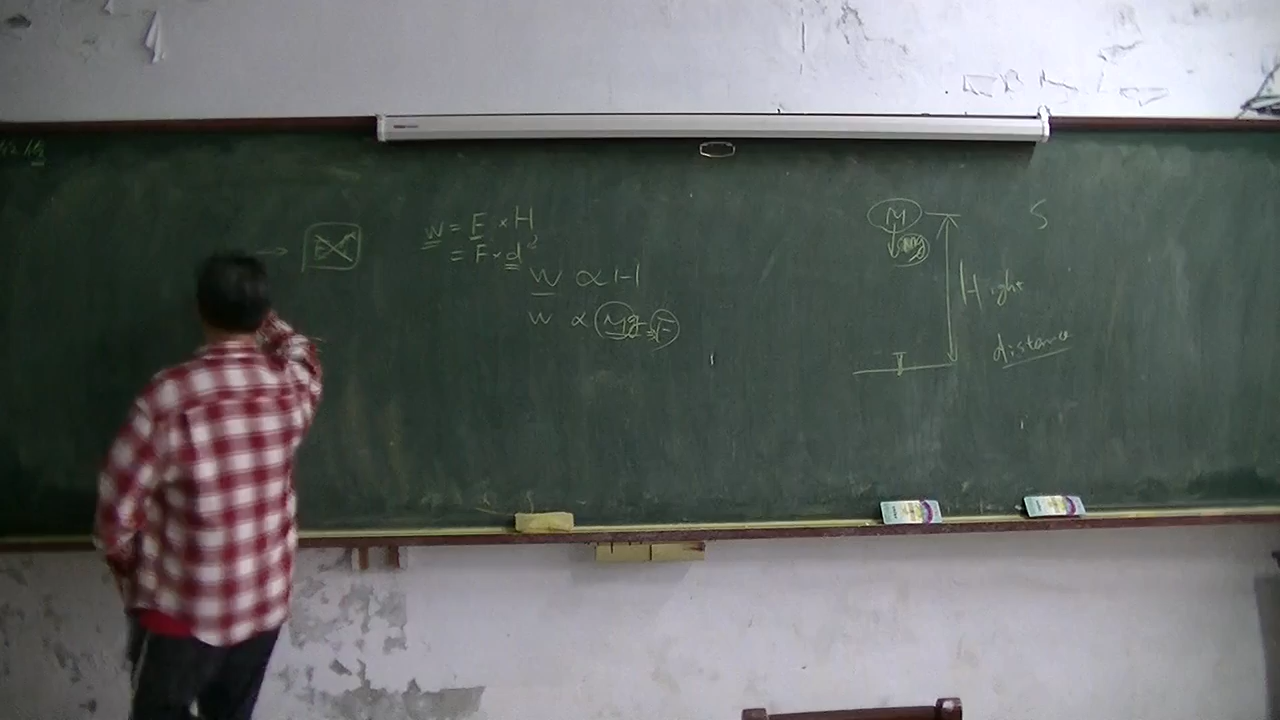 w = F × H
= F × d
w ∝ H
w ∝ Mg = F
M
mg
Hight
distance
S